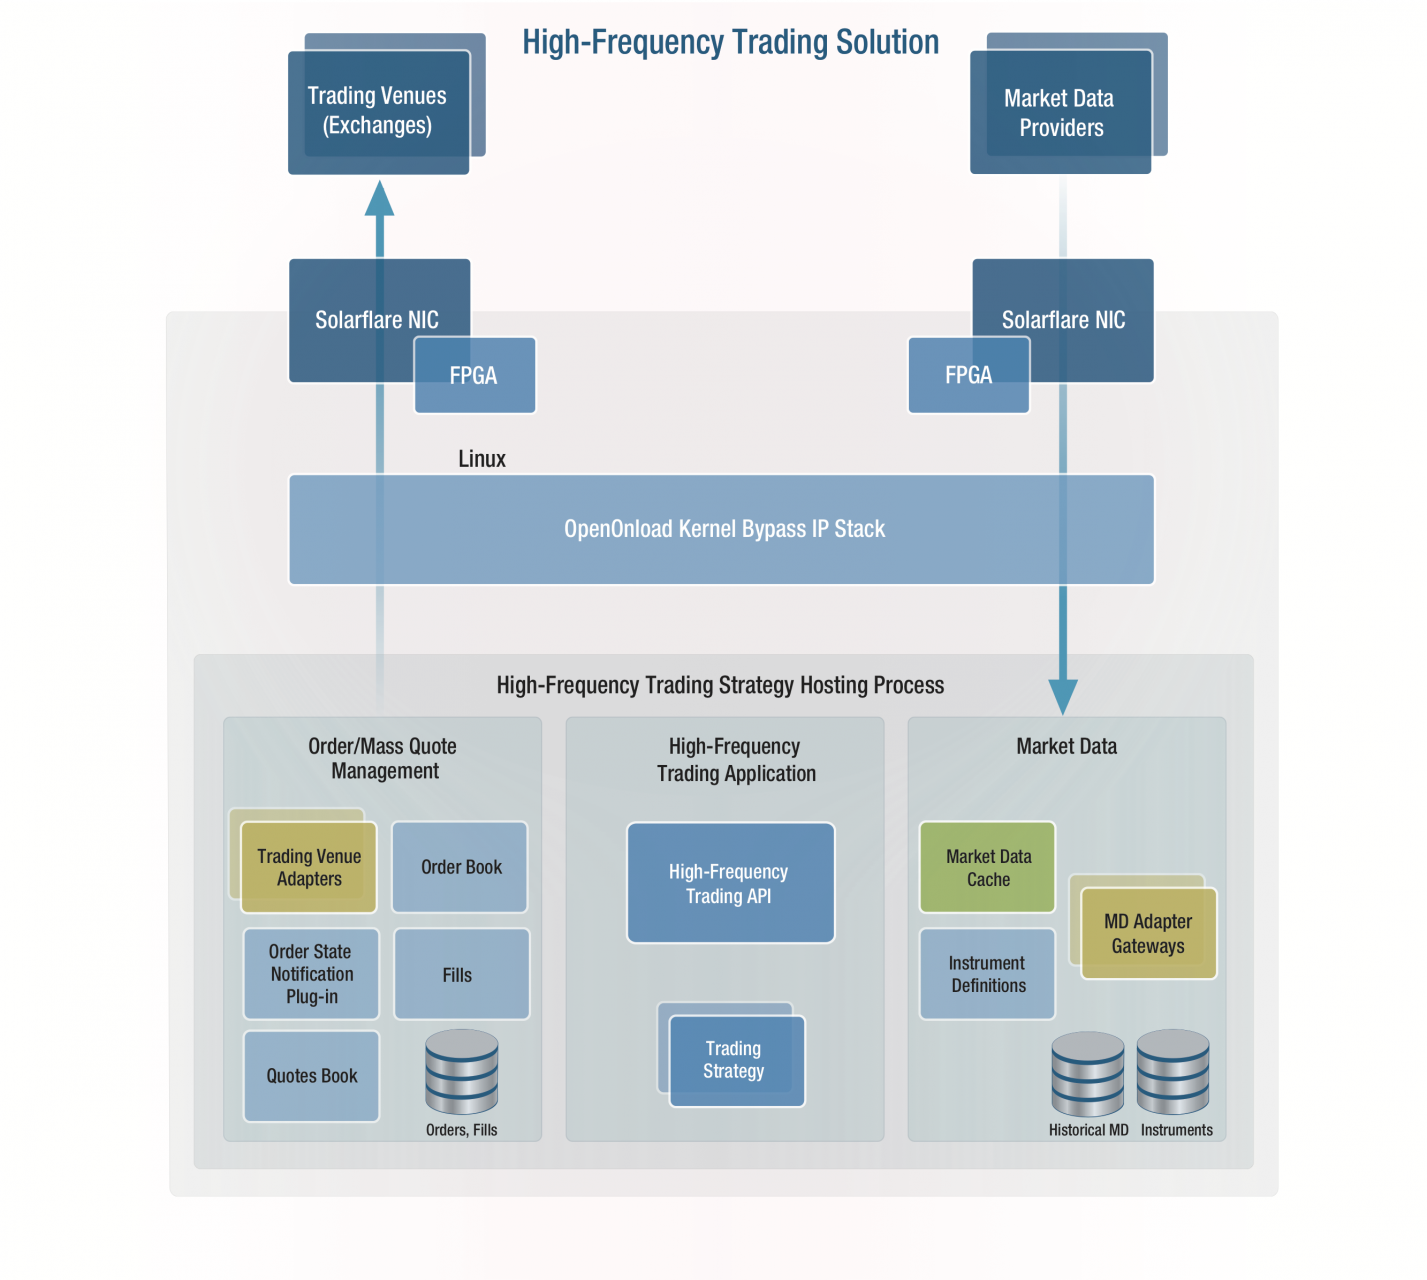 High-Frequency Trading Solution
Trading Venues
(Exchanges)
Market Data
Providers
Solarflare NIC
FPGA
Solarflare NIC
FPGA
Linux
OpenOnload Kernel Bypass IP Stack
High-Frequency Trading Strategy Hosting Process
Order/Mass Quote
Management
Trading Venue
Adapters
Order Book
Order State
Notification
Plug-in
Fills
Quotes Book
Orders, Fills
High-Frequency
Trading Application
High-Frequency
Trading API
Trading
Strategy
Market Data
Market Data
Cache
MD Adapter
Gateways
Instrument
Definitions
Historical MD
Instruments